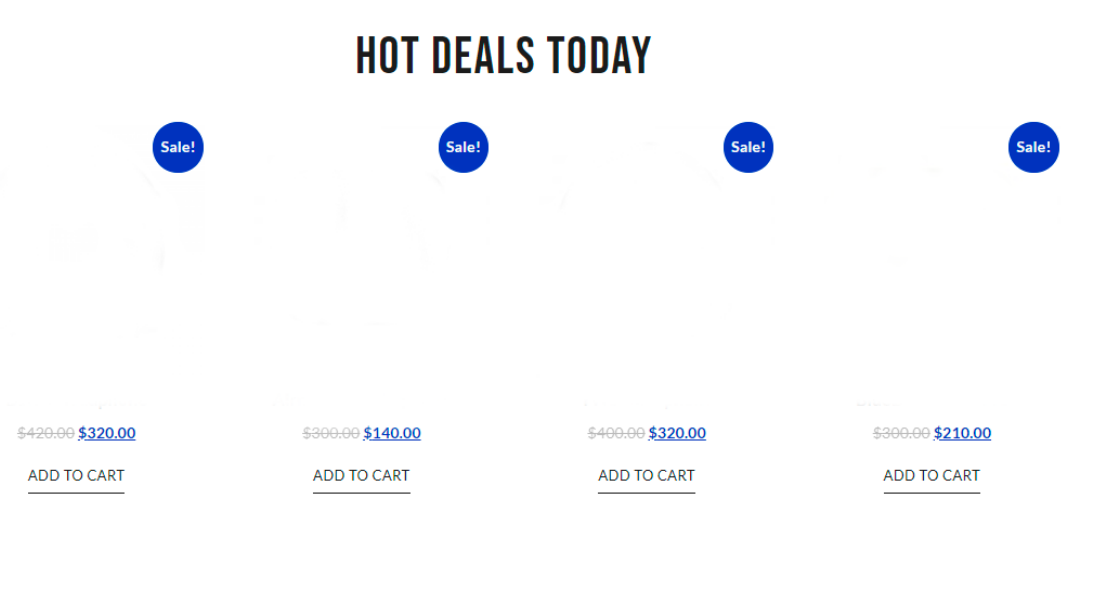 HOT DEALS TODAY
Sale! Sale! Sale! Sale!
$420.00 $320.00 $300.00 $140.00 $400.00 $320.00 $300.00 $210.00
ADD TO CART ADD TO CART ADD TO CART ADD TO CART